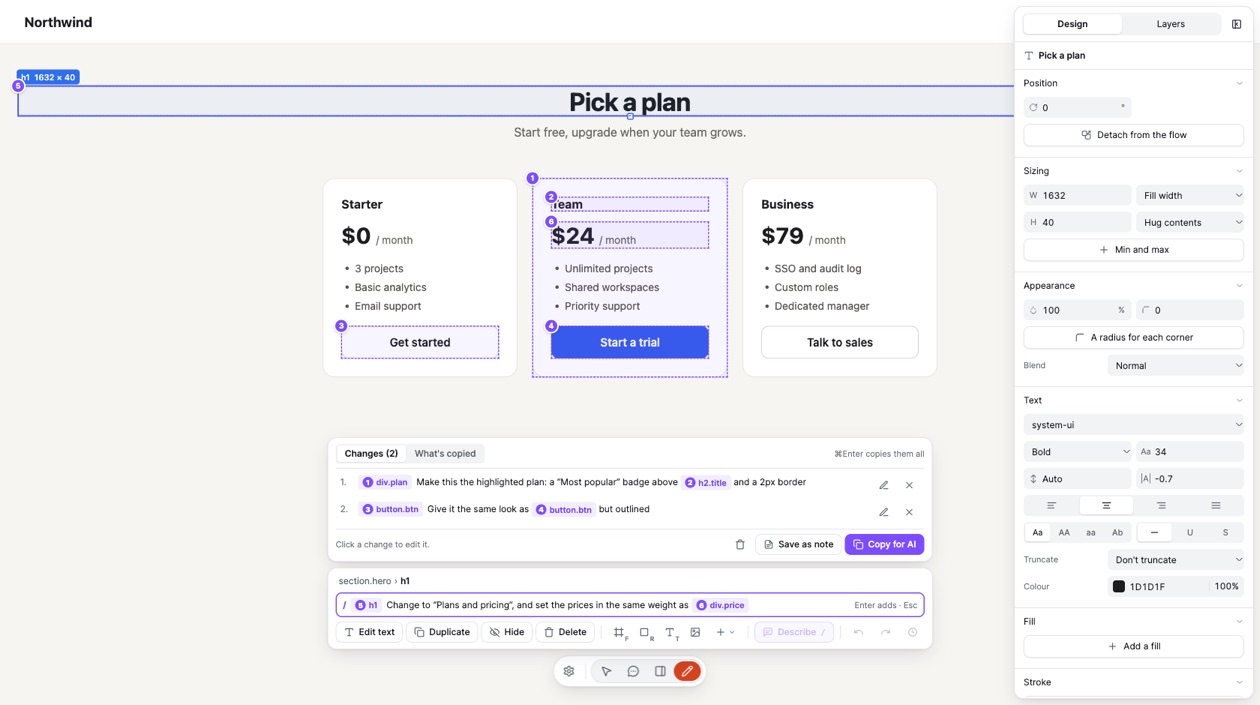 Northwind
h1 1632 × 40
5
Pick a plan
Start free, upgrade when your team grows.
1
Starter
$0 / month
3 projects
Basic analytics
Email support
3
Get started
2
Team
6
$24 / month
Unlimited projects
Shared workspaces
Priority support
4
Start a trial
Business
$79 / month
SSO and audit log
Custom roles
Dedicated manager
Talk to sales
Changes (2) What's copied ⌘Enter copies them all
1. 1 div.plan Make this the highlighted plan: a “Most popular” badge above 2 h2.title and a 2px border
2. 3 button.btn Give it the same look as 4 button.btn but outlined
Click a change to edit it. Save as note Copy for AI
section.hero › h1
/ 5 h1 Change to “Plans and pricing”, and set the prices in the same weight as 6 div.price Enter adds · Esc
Edit text Duplicate Hide Delete F R T Describe /
Design Layers
Pick a plan
Position
0 °
Detach from the flow
Sizing
W 1632 Fill width
H 40 Hug contents
Min and max
Appearance
100 % 0
A radius for each corner
Blend Normal
Text
system-ui
Bold Aa 34
Auto |A| -0.7
Aa AA aa Ab — U S
Truncate Don't truncate
Colour 1D1D1F 100%
Fill
Add a fill
Stroke